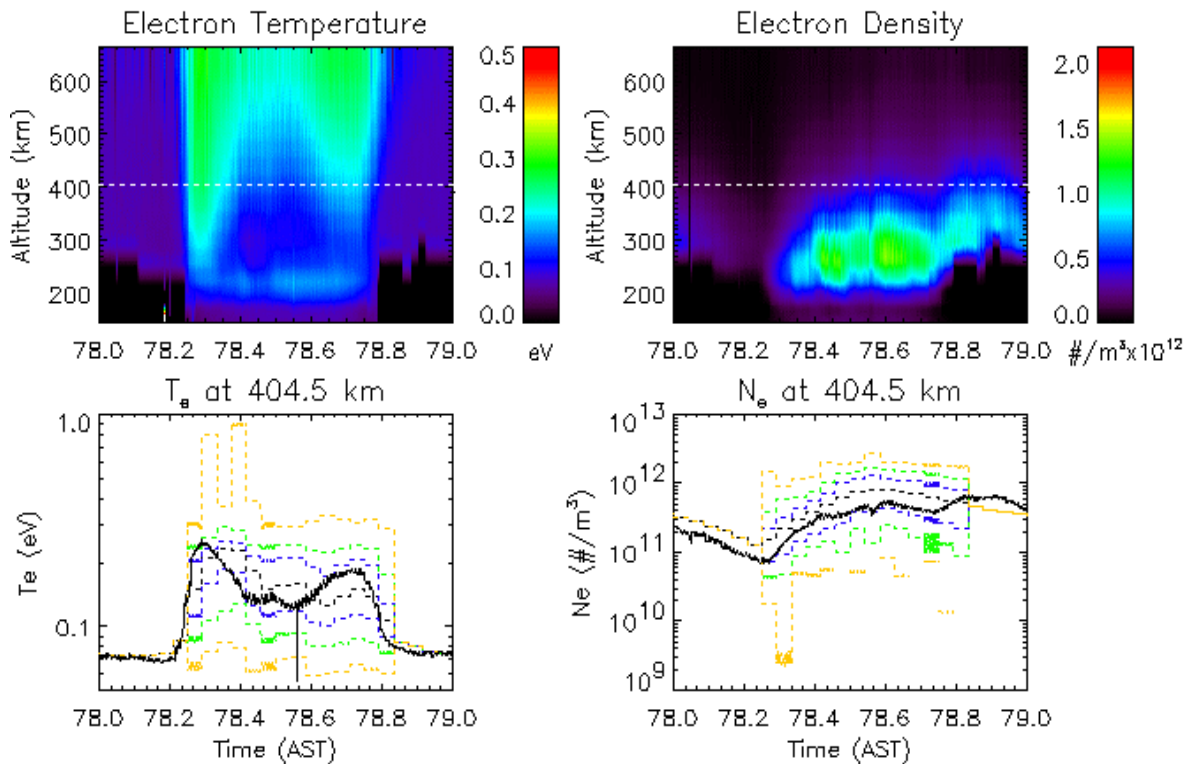 Electron Temperature
Electron Density
Altitude (km)
600
500
400
300
200
78.0 78.2 78.4 78.6 78.8 79.0
0.5
0.4
0.3
0.2
0.1
0.0
eV
Altitude (km)
600
500
400
300
200
78.0 78.2 78.4 78.6 78.8 79.0
2.0
1.5
1.0
0.5
0.0
#/m³x10¹²
Tₑ at 404.5 km
Te (eV)
1.0
0.1
78.0 78.2 78.4 78.6 78.8 79.0
Time (AST)
Nₑ at 404.5 km
Ne (#/m³)
10¹³
10¹²
10¹¹
10¹⁰
10⁹
78.0 78.2 78.4 78.6 78.8 79.0
Time (AST)